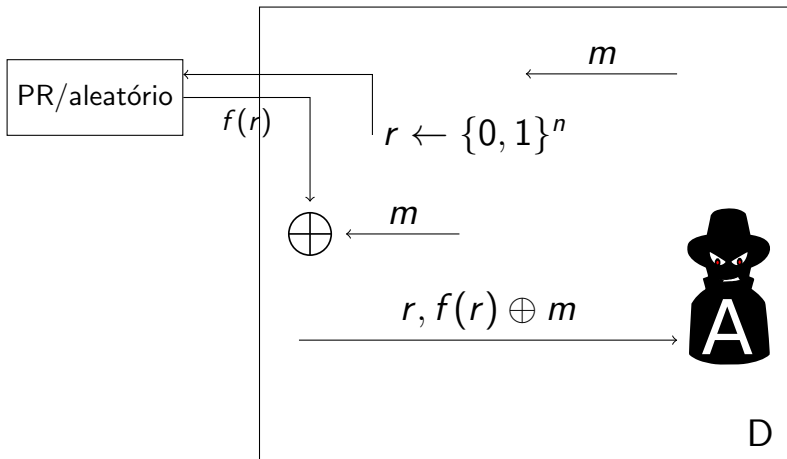 m
PR/aleatório
f(r)
r ← {0, 1}ⁿ
m
r, f(r) ⊕ m
A
D